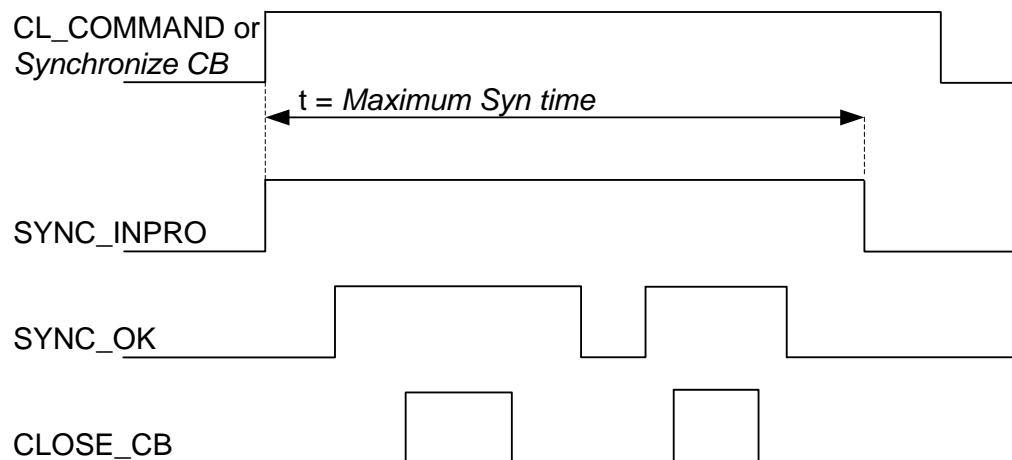 CL_COMMAND or
Synchronize CB
t = Maximum Syn time
SYNC_INPRO
SYNC_OK
CLOSE_CB